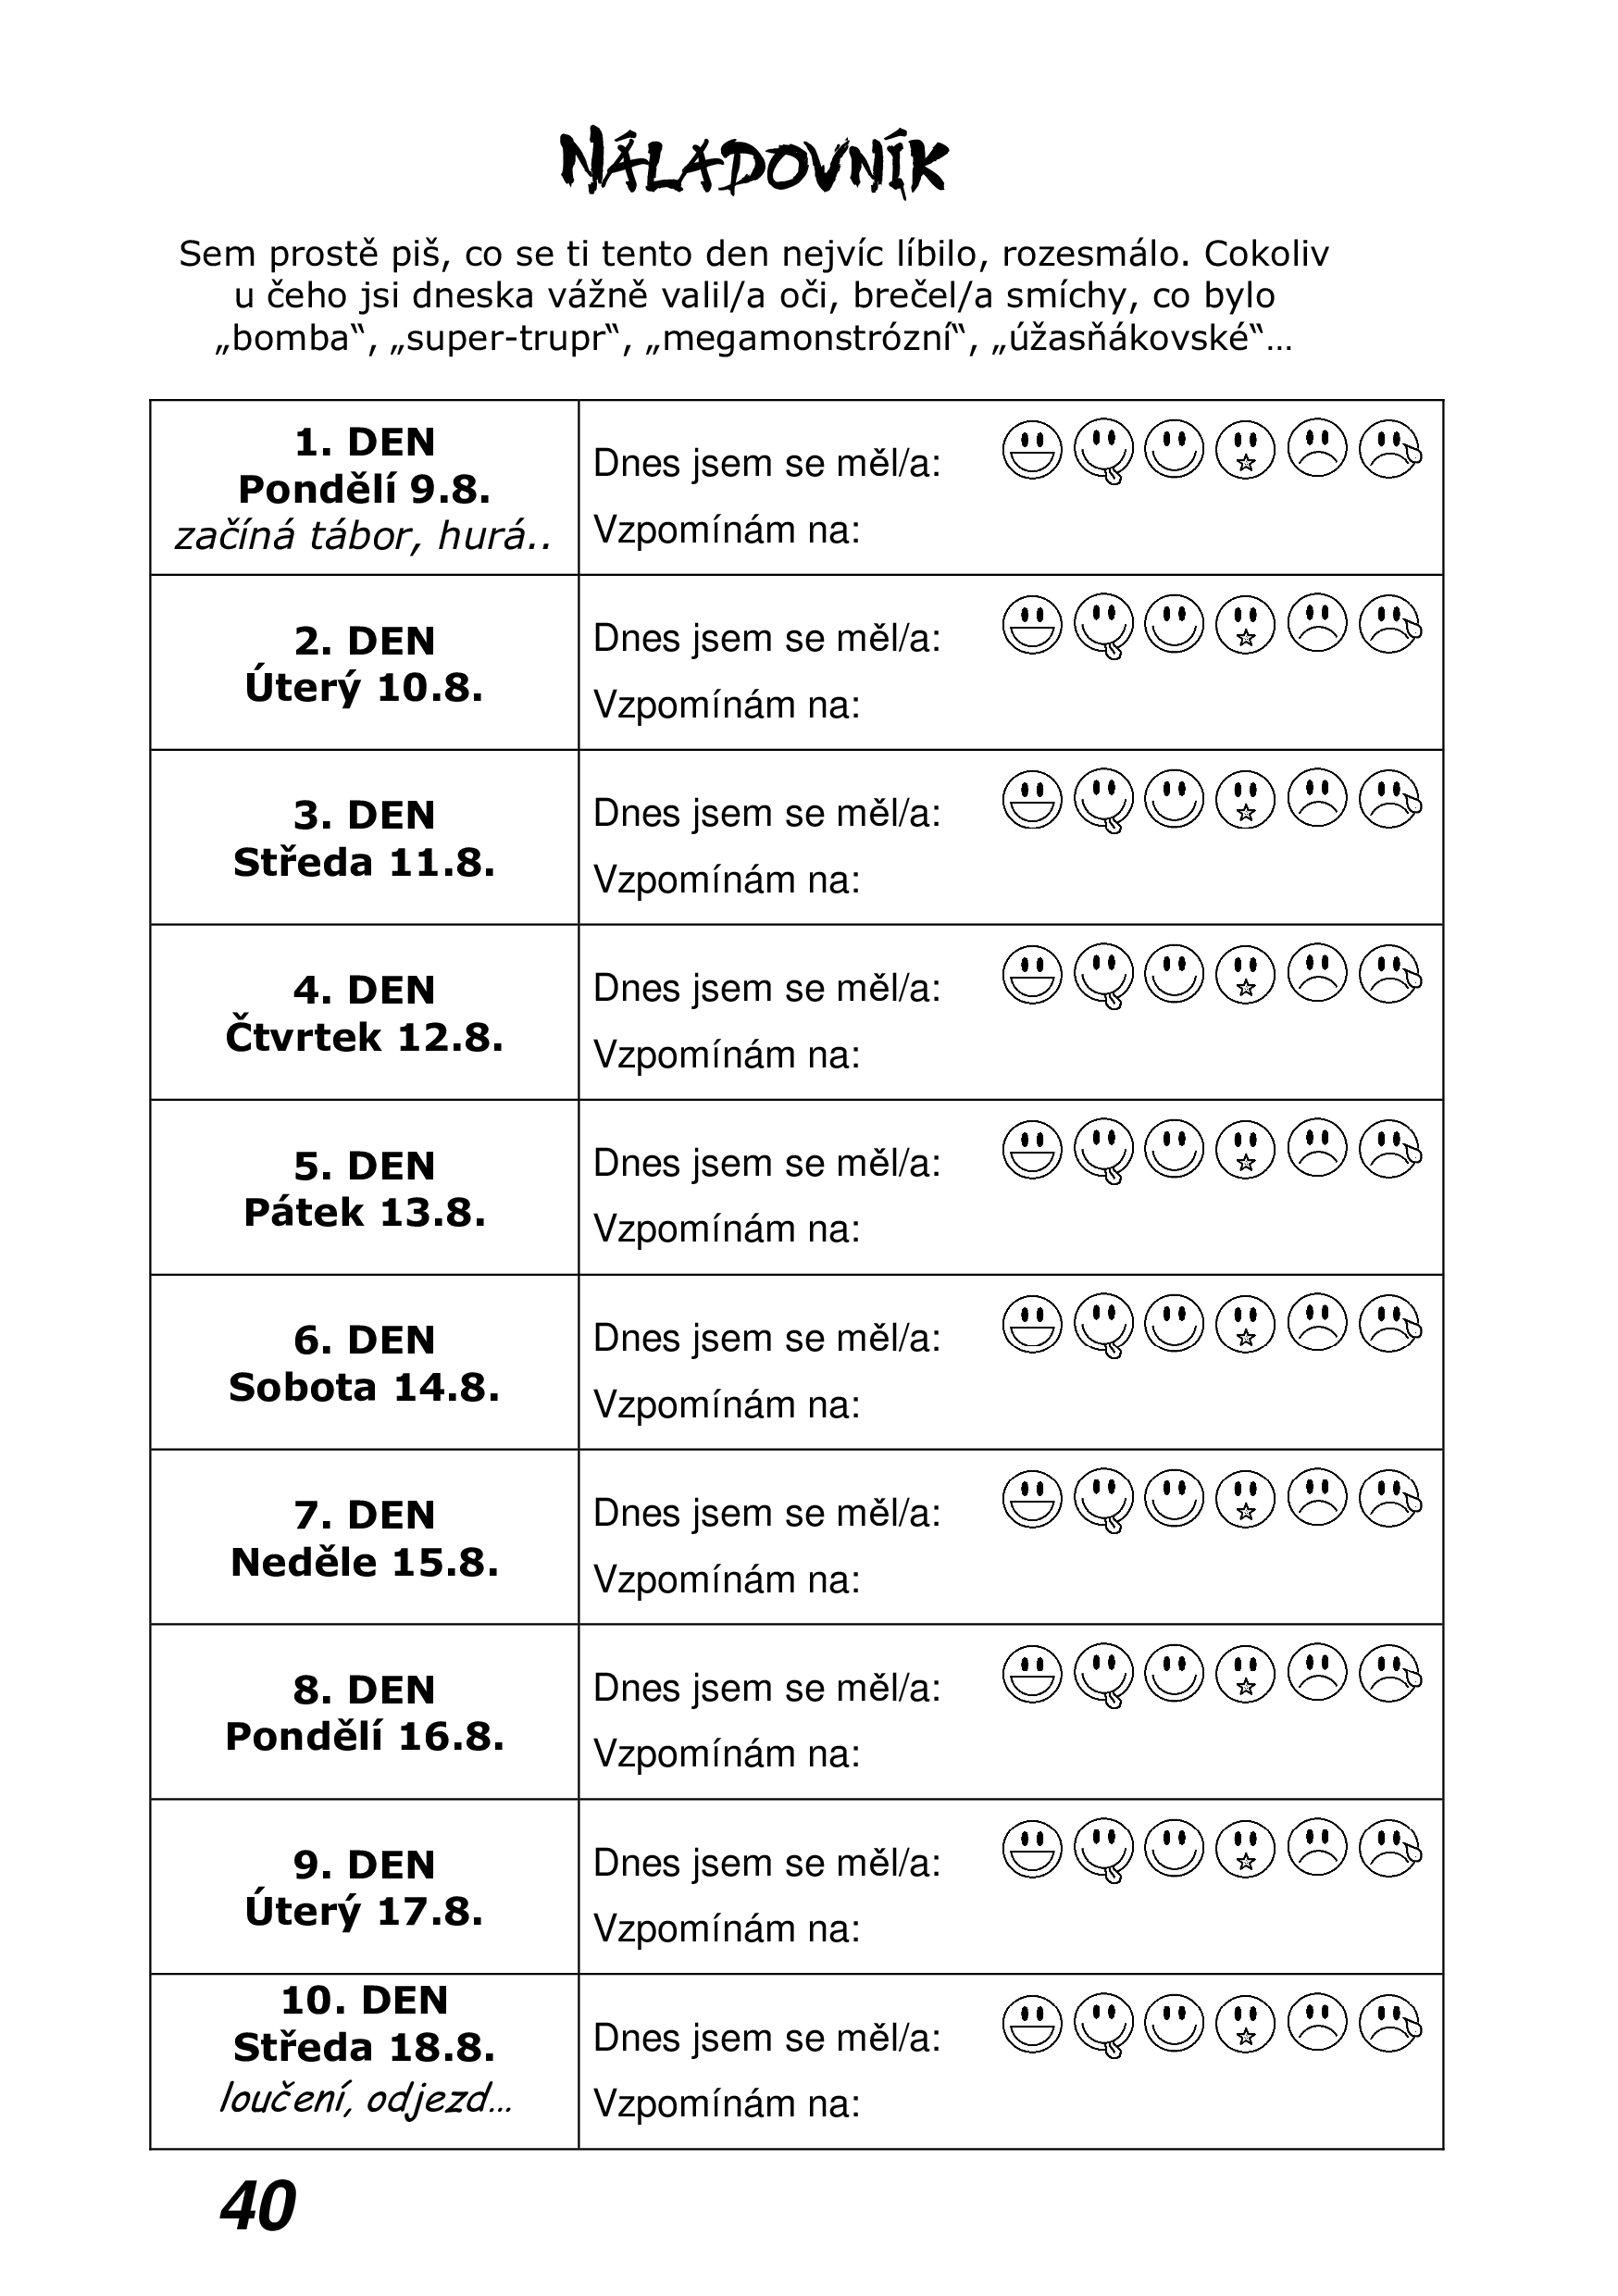 NÁLADOVNÍK
Sem prostě piš, co se ti tento den nejvíc líbilo, rozesmálo. Cokoliv
u čeho jsi dneska vážně valil/a oči, brečel/a smíchy, co bylo
„bomba“, „super-trupr“, „megamonstrózní“, „úžasňákovské“…
1. DEN
Pondělí 9.8.
začíná tábor, hurá..
Dnes jsem se měl/a:
Vzpomínám na:
2. DEN
Úterý 10.8.
Dnes jsem se měl/a:
Vzpomínám na:
3. DEN
Středa 11.8.
Dnes jsem se měl/a:
Vzpomínám na:
4. DEN
Čtvrtek 12.8.
Dnes jsem se měl/a:
Vzpomínám na:
5. DEN
Pátek 13.8.
Dnes jsem se měl/a:
Vzpomínám na:
6. DEN
Sobota 14.8.
Dnes jsem se měl/a:
Vzpomínám na:
7. DEN
Neděle 15.8.
Dnes jsem se měl/a:
Vzpomínám na:
8. DEN
Pondělí 16.8.
Dnes jsem se měl/a:
Vzpomínám na:
9. DEN
Úterý 17.8.
Dnes jsem se měl/a:
Vzpomínám na:
10. DEN
Středa 18.8.
loučení, odjezd…
Dnes jsem se měl/a:
Vzpomínám na:
40